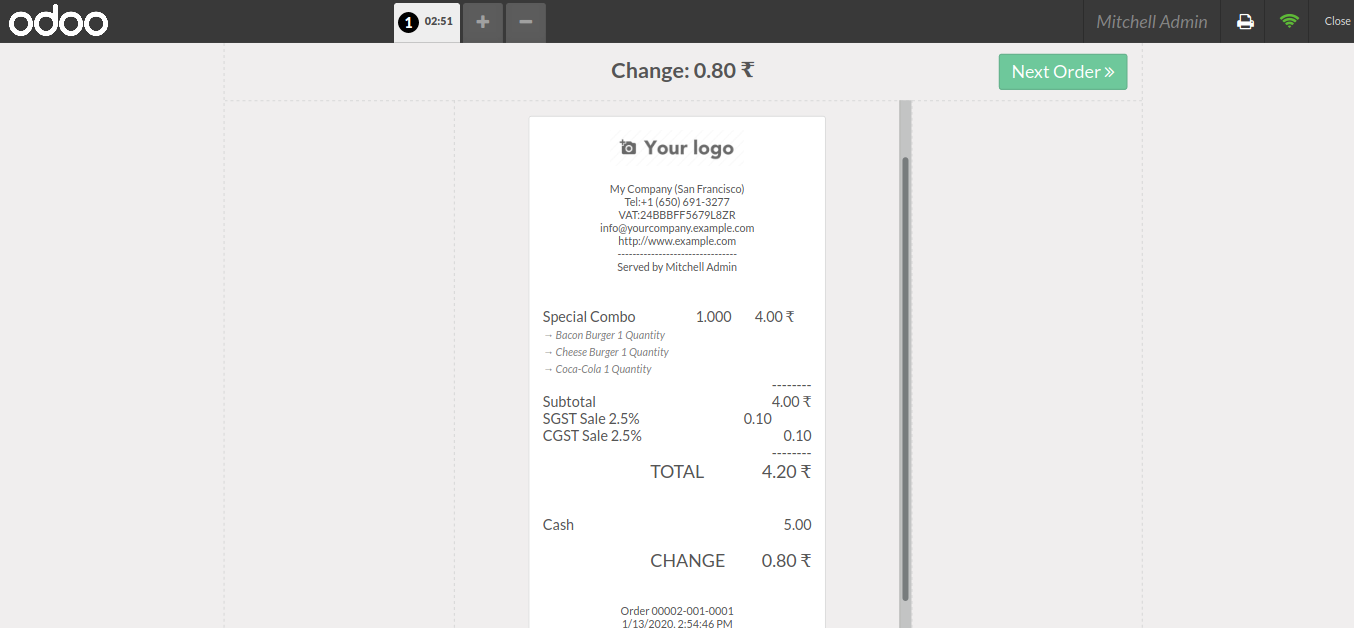 odoo 1 02:51 + − Mitchell Admin Close
Change: 0.80 ₹ Next Order »
Your logo
My Company (San Francisco)
Tel:+1 (650) 691-3277
VAT:24BBBFF5679L8ZR
info@yourcompany.example.com
http://www.example.com
--------------------------------
Served by Mitchell Admin
Special Combo 1.000 4.00 ₹
→ Bacon Burger 1 Quantity
→ Cheese Burger 1 Quantity
→ Coca-Cola 1 Quantity
--------
Subtotal 4.00 ₹
SGST Sale 2.5% 0.10
CGST Sale 2.5% 0.10
--------
TOTAL 4.20 ₹
Cash 5.00
CHANGE 0.80 ₹
Order 00002-001-0001
1/13/2020, 2:54:46 PM